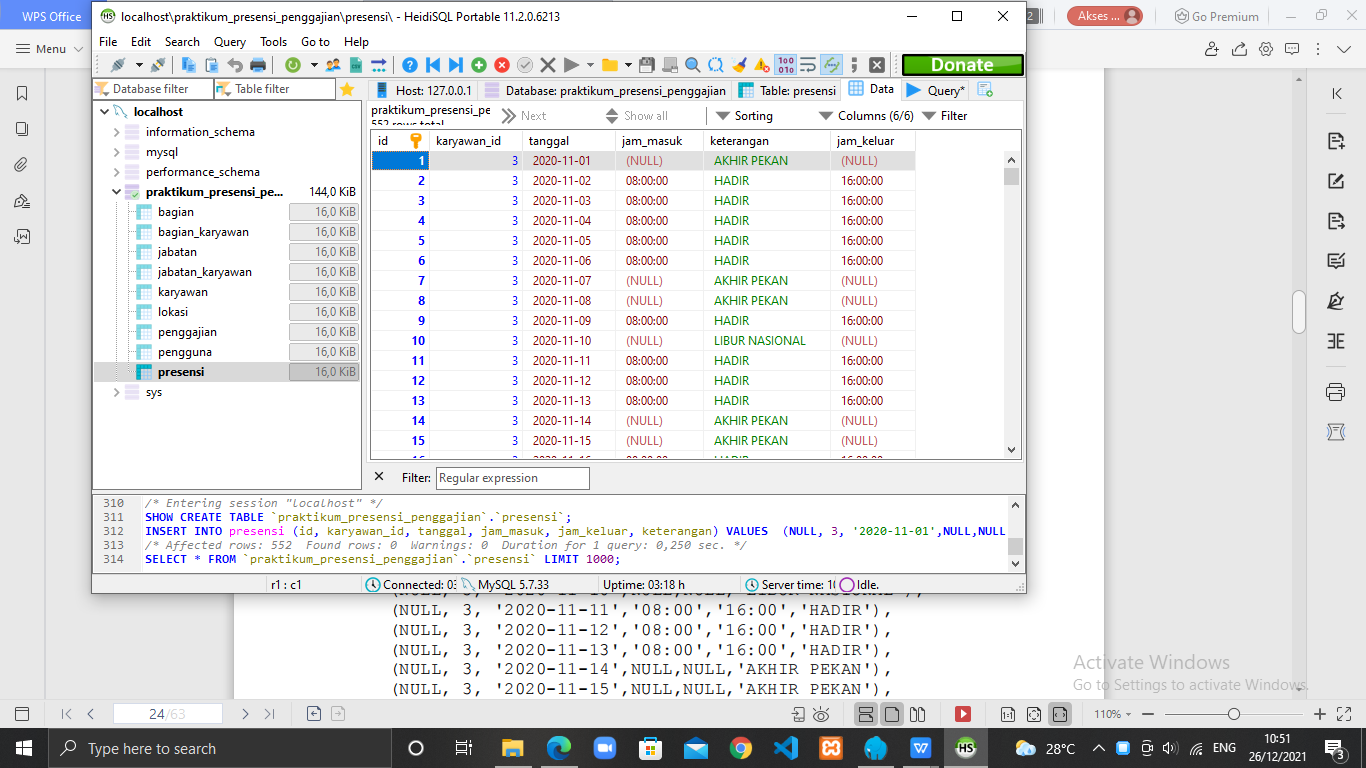 WPS Office
localhost\praktikum_presensi_penggajian\presensi\ - HeidiSQL Portable 11.2.0.6213
2
Akses ...
Go Premium
Menu
File Edit Search Query Tools Go to Help
Donate
Database filter
Table filter
Host: 127.0.0.1
Database: praktikum_presensi_penggajian
Table: presensi
Data
Query*
localhost
information_schema
mysql
performance_schema
praktikum_presensi_pe... 144,0 KiB
bagian 16,0 KiB
bagian_karyawan 16,0 KiB
jabatan 16,0 KiB
jabatan_karyawan 16,0 KiB
karyawan 16,0 KiB
lokasi 16,0 KiB
penggajian 16,0 KiB
pengguna 16,0 KiB
presensi 16,0 KiB
sys
praktikum_presensi_pe
552 rows total
Next
Show all
Sorting
Columns (6/6)
Filter
id karyawan_id tanggal jam_masuk keterangan jam_keluar
1 3 2020-11-01 (NULL) AKHIR PEKAN (NULL)
2 3 2020-11-02 08:00:00 HADIR 16:00:00
3 3 2020-11-03 08:00:00 HADIR 16:00:00
4 3 2020-11-04 08:00:00 HADIR 16:00:00
5 3 2020-11-05 08:00:00 HADIR 16:00:00
6 3 2020-11-06 08:00:00 HADIR 16:00:00
7 3 2020-11-07 (NULL) AKHIR PEKAN (NULL)
8 3 2020-11-08 (NULL) AKHIR PEKAN (NULL)
9 3 2020-11-09 08:00:00 HADIR 16:00:00
10 3 2020-11-10 (NULL) LIBUR NASIONAL (NULL)
11 3 2020-11-11 08:00:00 HADIR 16:00:00
12 3 2020-11-12 08:00:00 HADIR 16:00:00
13 3 2020-11-13 08:00:00 HADIR 16:00:00
14 3 2020-11-14 (NULL) AKHIR PEKAN (NULL)
15 3 2020-11-15 (NULL) AKHIR PEKAN (NULL)
Filter: Regular expression
310 /* Entering session "localhost" */
311 SHOW CREATE TABLE `praktikum_presensi_penggajian`.`presensi`;
312 INSERT INTO presensi (id, karyawan_id, tanggal, jam_masuk, jam_keluar, keterangan) VALUES (NULL, 3, '2020-11-01',NULL,NULL
313 /* Affected rows: 552 Found rows: 0 Warnings: 0 Duration for 1 query: 0,250 sec. */
314 SELECT * FROM `praktikum_presensi_penggajian`.`presensi` LIMIT 1000;
r1 : c1
Connected: 03
MySQL 5.7.33
Uptime: 03:18 h
Server time: 10
Idle.
(NULL, 3, '2020-11-11','08:00','16:00','HADIR'),
(NULL, 3, '2020-11-12','08:00','16:00','HADIR'),
(NULL, 3, '2020-11-13','08:00','16:00','HADIR'),
(NULL, 3, '2020-11-14',NULL,NULL,'AKHIR PEKAN'),
(NULL, 3, '2020-11-15',NULL,NULL,'AKHIR PEKAN'),
Activate Windows
Go to Settings to activate Windows.
24/63
110%
Type here to search
28°C
ENG
10:51
26/12/2021
3